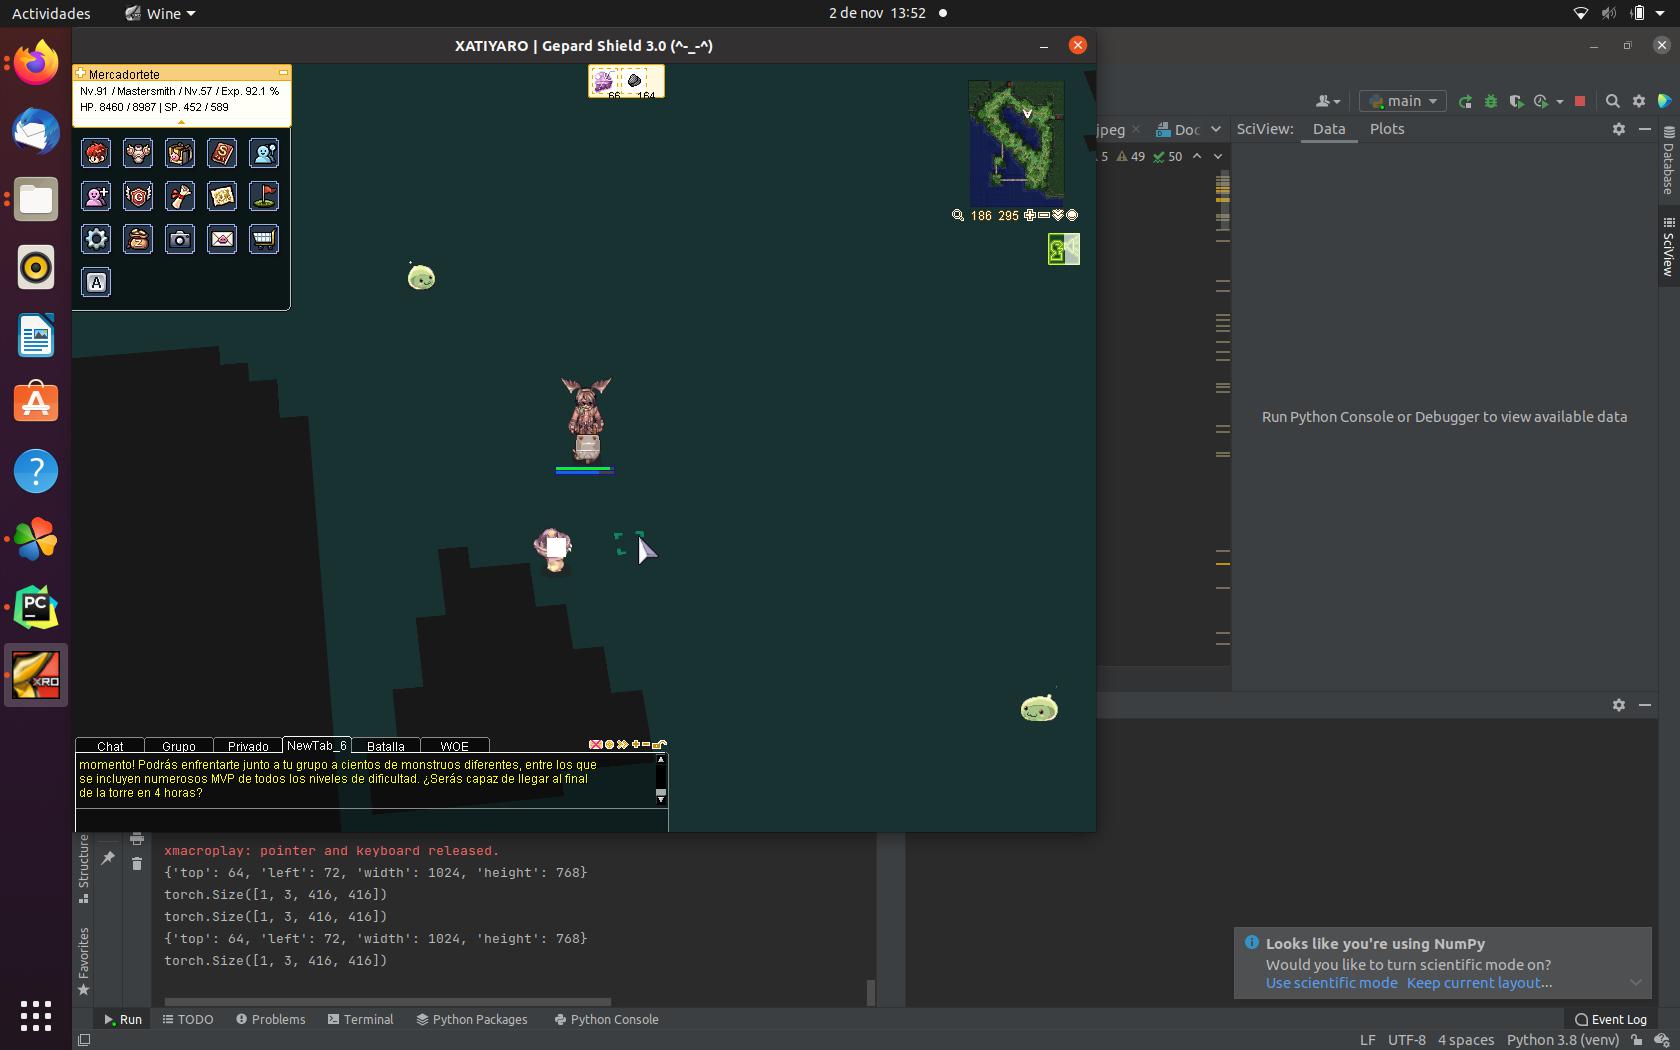 Actividades
Wine
2 de nov 13:52
XATIYARO | Gepard Shield 3.0 (^-_-^)
Mercadortete
Nv.91 / Mastersmith / Nv.57 / Exp. 92.1 %
HP. 8460 / 8987 | SP. 452 / 589
66
164
186 295
A
PC
XRO
main
jpeg
Doc
SciView:
Data
Plots
5
49
50
Database
SciView
Run Python Console or Debugger to view available data
Chat
Grupo
Privado
NewTab_6
Batalla
WOE
momento! Podrás enfrentarte junto a tu grupo a cientos de monstruos diferentes, entre los que
se incluyen numerosos MVP de todos los niveles de dificultad. ¿Serás capaz de llegar al final
de la torre en 4 horas?
Structure
Favorites
xmacroplay: pointer and keyboard released.
{'top': 64, 'left': 72, 'width': 1024, 'height': 768}
torch.Size([1, 3, 416, 416])
torch.Size([1, 3, 416, 416])
{'top': 64, 'left': 72, 'width': 1024, 'height': 768}
torch.Size([1, 3, 416, 416])
Looks like you're using NumPy
Would you like to turn scientific mode on?
Use scientific mode Keep current layout...
Run
TODO
Problems
Terminal
Python Packages
Python Console
Event Log
LF
UTF-8
4 spaces
Python 3.8 (venv)